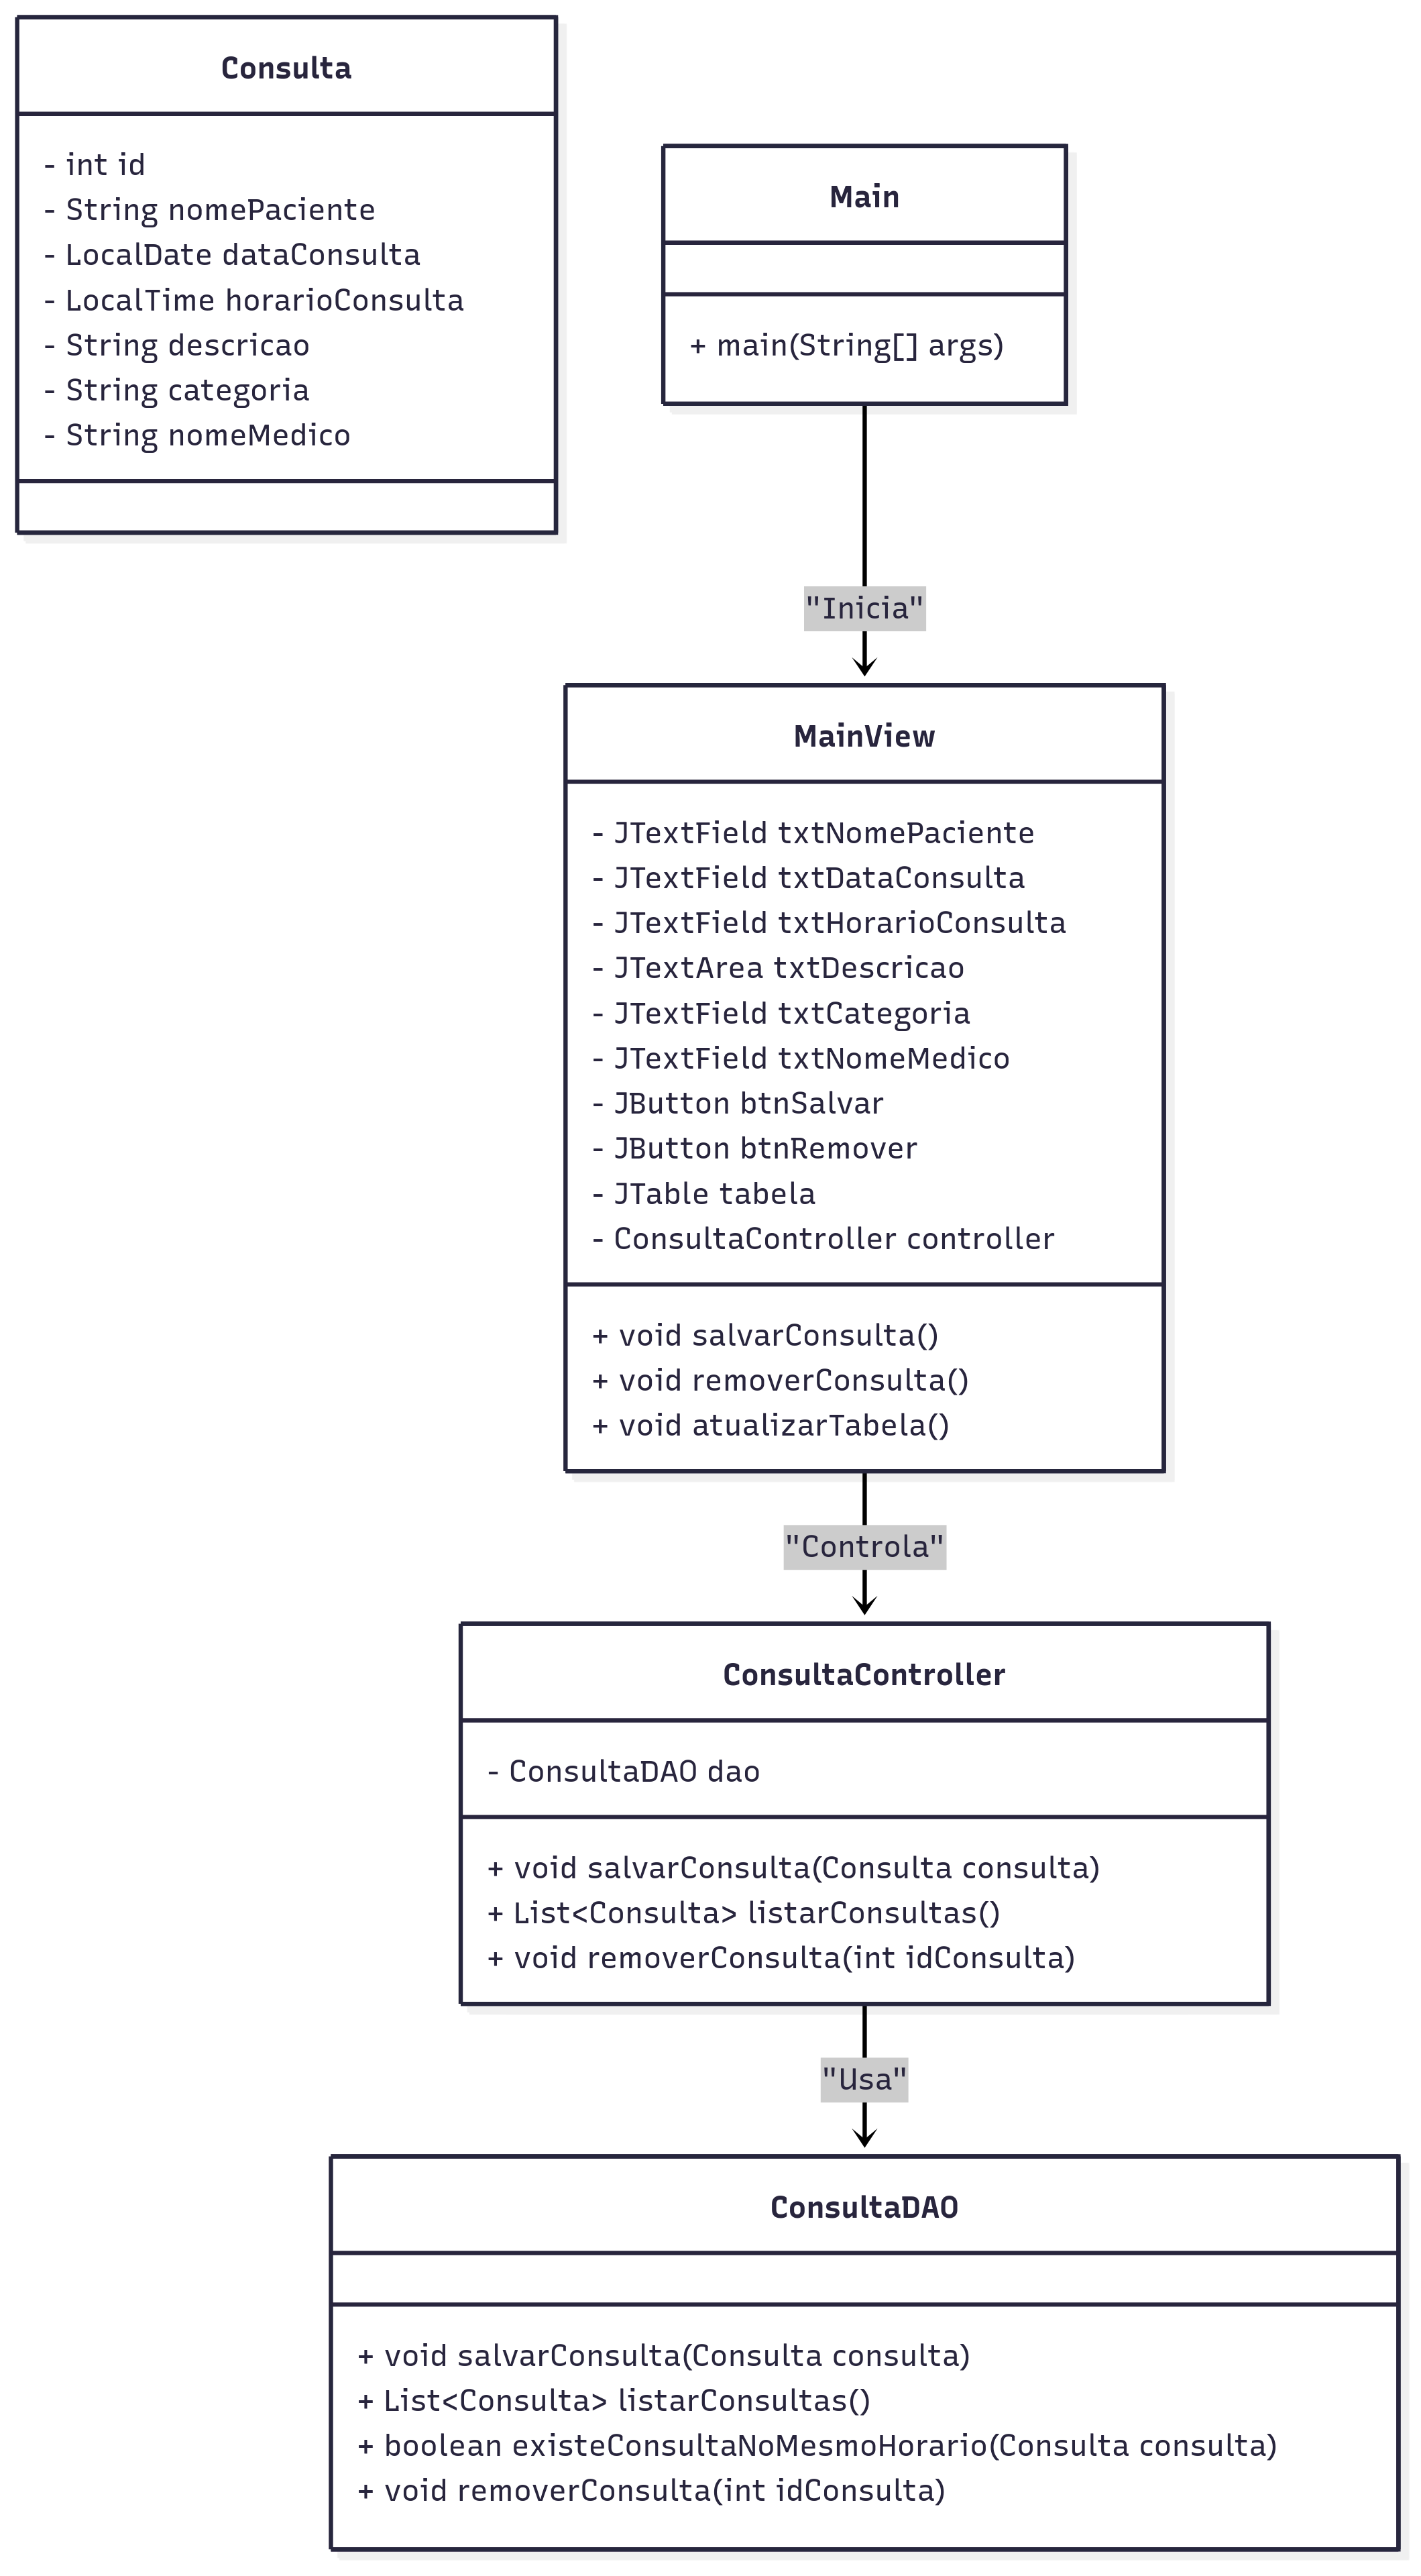 Consulta
- int id
- String nomePaciente
- LocalDate dataConsulta
- LocalTime horarioConsulta
- String descricao
- String categoria
- String nomeMedico
Main
+ main(String[] args)
"Inicia"
MainView
- JTextField txtNomePaciente
- JTextField txtDataConsulta
- JTextField txtHorarioConsulta
- JTextArea txtDescricao
- JTextField txtCategoria
- JTextField txtNomeMedico
- JButton btnSalvar
- JButton btnRemover
- JTable tabela
- ConsultaController controller
+ void salvarConsulta()
+ void removerConsulta()
+ void atualizarTabela()
"Controla"
ConsultaController
- ConsultaDAO dao
+ void salvarConsulta(Consulta consulta)
+ List<Consulta> listarConsultas()
+ void removerConsulta(int idConsulta)
"Usa"
ConsultaDAO
+ void salvarConsulta(Consulta consulta)
+ List<Consulta> listarConsultas()
+ boolean existeConsultaNoMesmoHorario(Consulta consulta)
+ void removerConsulta(int idConsulta)